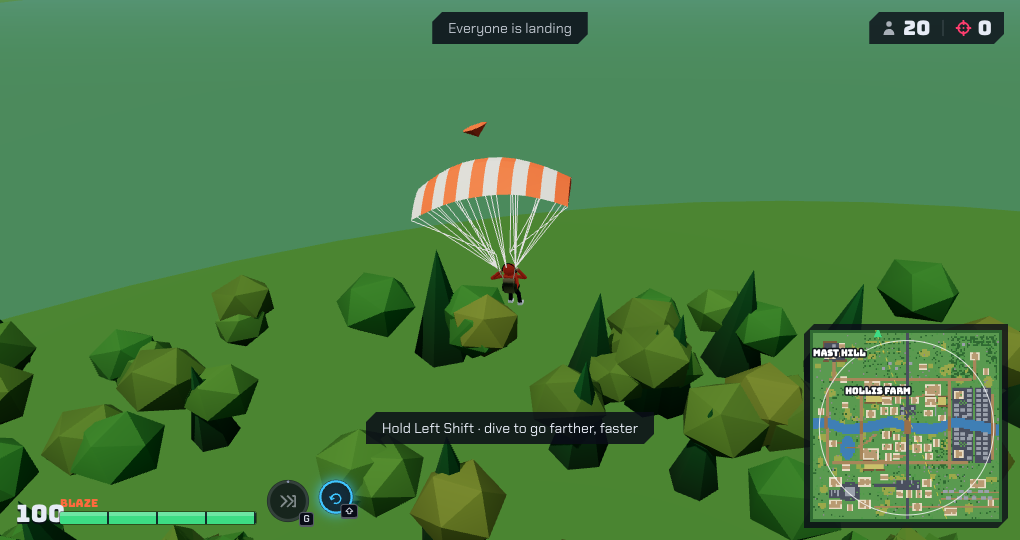 Everyone is landing
20
0
MAST HILL
HOLLIS FARM
Hold Left Shift · dive to go farther, faster
BLAZE
100
G